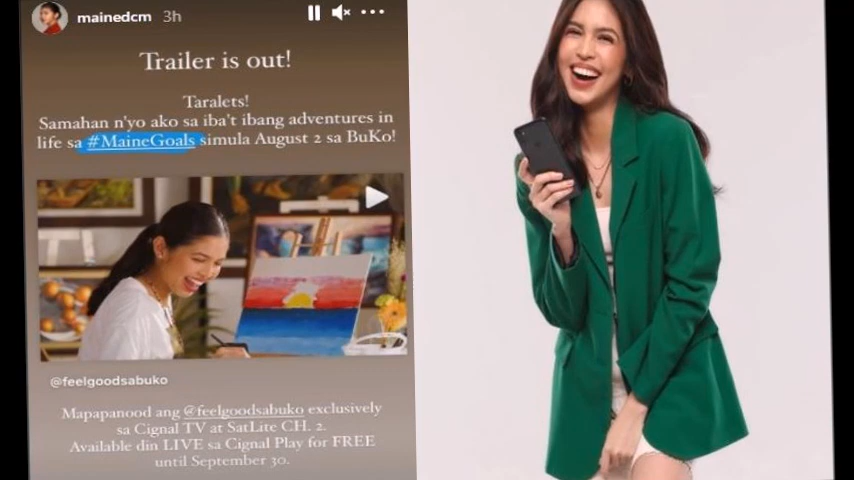 mainedcm 3h
Trailer is out!
Taralets!
Samahan n'yo ako sa iba't ibang adventures in
life sa #MaineGoals simula August 2 sa BuKo!
@feelgoodsabuko
Mapapanood ang @feelgoodsabuko exclusively
sa Cignal TV at SatLite CH. 2.
Available din LIVE sa Cignal Play for FREE
until September 30.